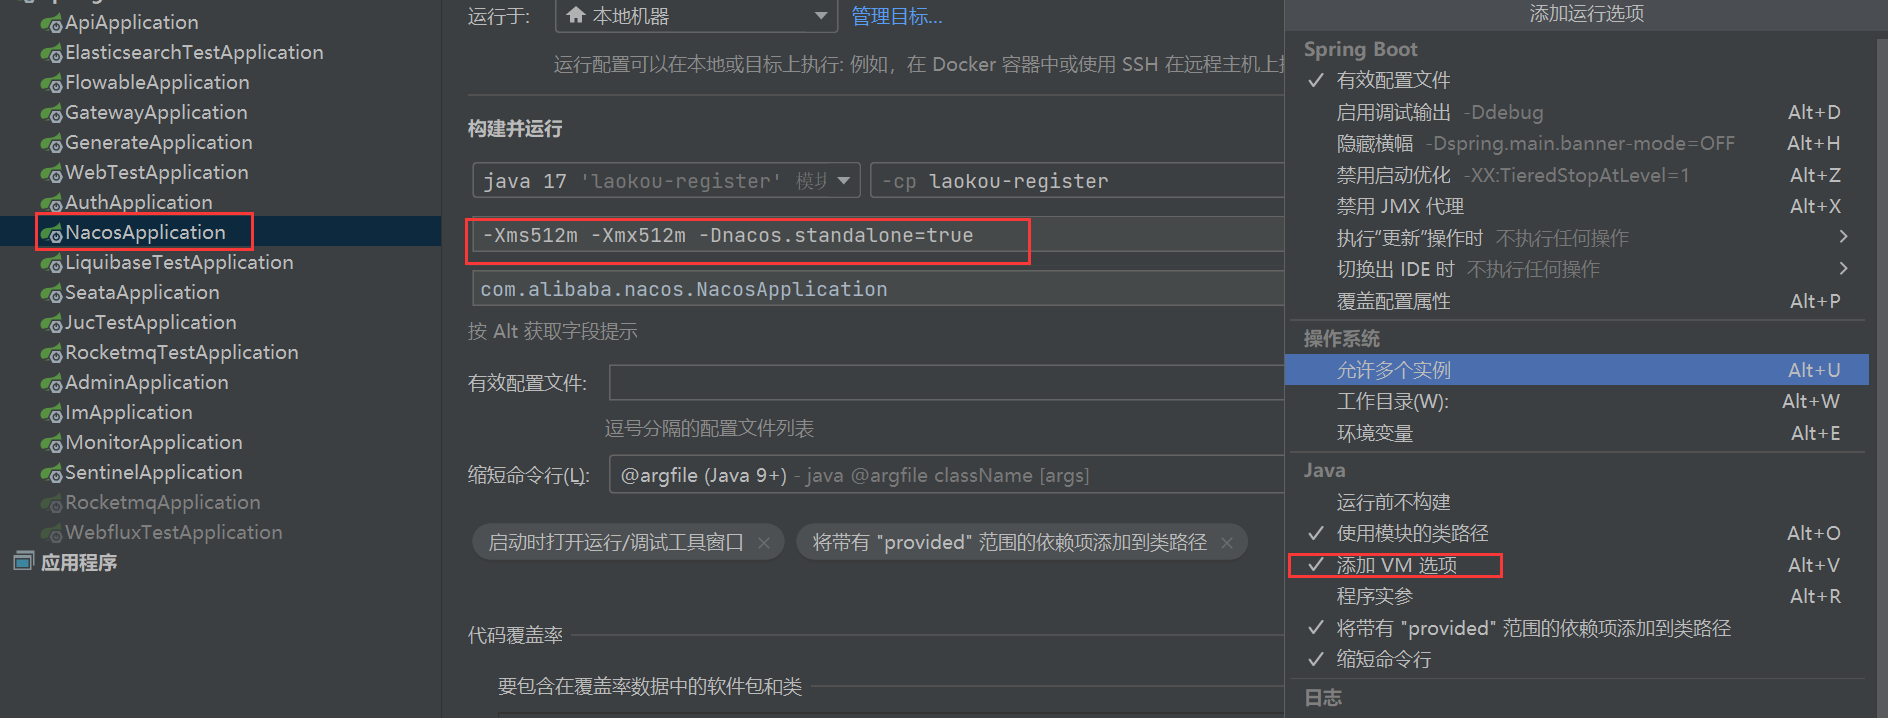 ApiApplication
ElasticsearchTestApplication
FlowableApplication
GatewayApplication
GenerateApplication
WebTestApplication
AuthApplication
NacosApplication
LiquibaseTestApplication
SeataApplication
JucTestApplication
RocketmqTestApplication
AdminApplication
ImApplication
MonitorApplication
SentinelApplication
RocketmqApplication
WebfluxTestApplication
应用程序
运行于: 本地机器 管理目标...
运行配置可以在本地或目标上执行: 例如，在 Docker 容器中或使用 SSH 在远程主机上
构建并运行
java 17 'laokou-register' 模块 -cp laokou-register
-Xms512m -Xmx512m -Dnacos.standalone=true
com.alibaba.nacos.NacosApplication
按 Alt 获取字段提示
有效配置文件:
逗号分隔的配置文件列表
缩短命令行(L): @argfile (Java 9+) - java @argfile className [args]
启动时打开运行/调试工具窗口 × 将带有 "provided" 范围的依赖项添加到类路径 ×
代码覆盖率
要包含在覆盖率数据中的软件包和类
添加运行选项
Spring Boot
✓ 有效配置文件
启用调试输出 -Ddebug Alt+D
隐藏横幅 -Dspring.main.banner-mode=OFF Alt+H
禁用启动优化 -XX:TieredStopAtLevel=1 Alt+Z
禁用 JMX 代理 Alt+X
执行“更新”操作时 不执行任何操作 >
切换出 IDE 时 不执行任何操作 >
覆盖配置属性 Alt+P
操作系统
允许多个实例 Alt+U
工作目录(W): Alt+W
环境变量 Alt+E
Java
运行前不构建
✓ 使用模块的类路径 Alt+O
✓ 添加 VM 选项 Alt+V
程序实参 Alt+R
✓ 将带有 "provided" 范围的依赖项添加到类路径
✓ 缩短命令行
日志